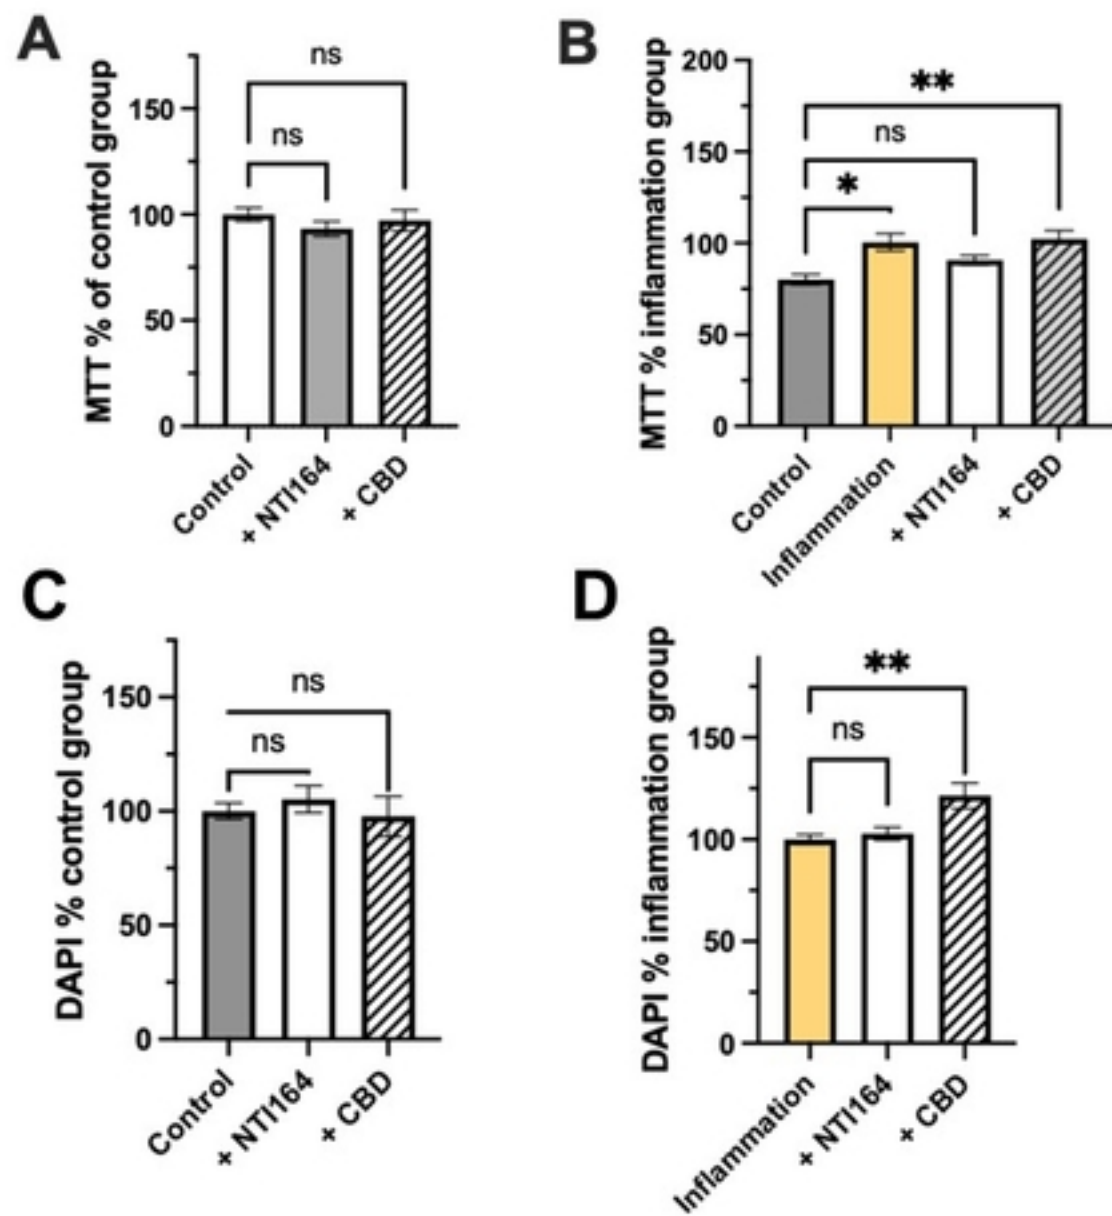 A
MTT % of control group
150
100
50
0
ns
ns
Control
+ NTI164
+ CBD
B
MTT % inflammation group
200
150
100
50
0
**
ns
*
Control
Inflammation
+ NTI164
+ CBD
C
DAPI % control group
150
100
50
0
ns
ns
Control
+ NTI164
+ CBD
D
DAPI % inflammation group
150
100
50
0
**
ns
Inflammation
+ NTI164
+ CBD